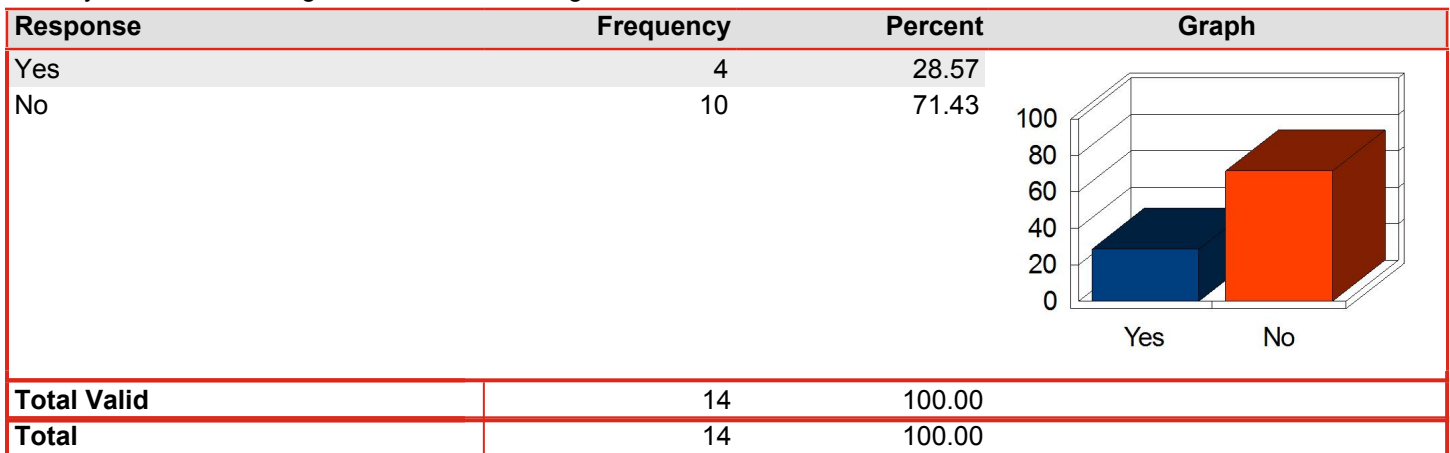 Response Frequency Percent Graph
Yes 4 28.57
No 10 71.43
100
80
60
40
20
0
Yes No
Total Valid 14 100.00
Total 14 100.00